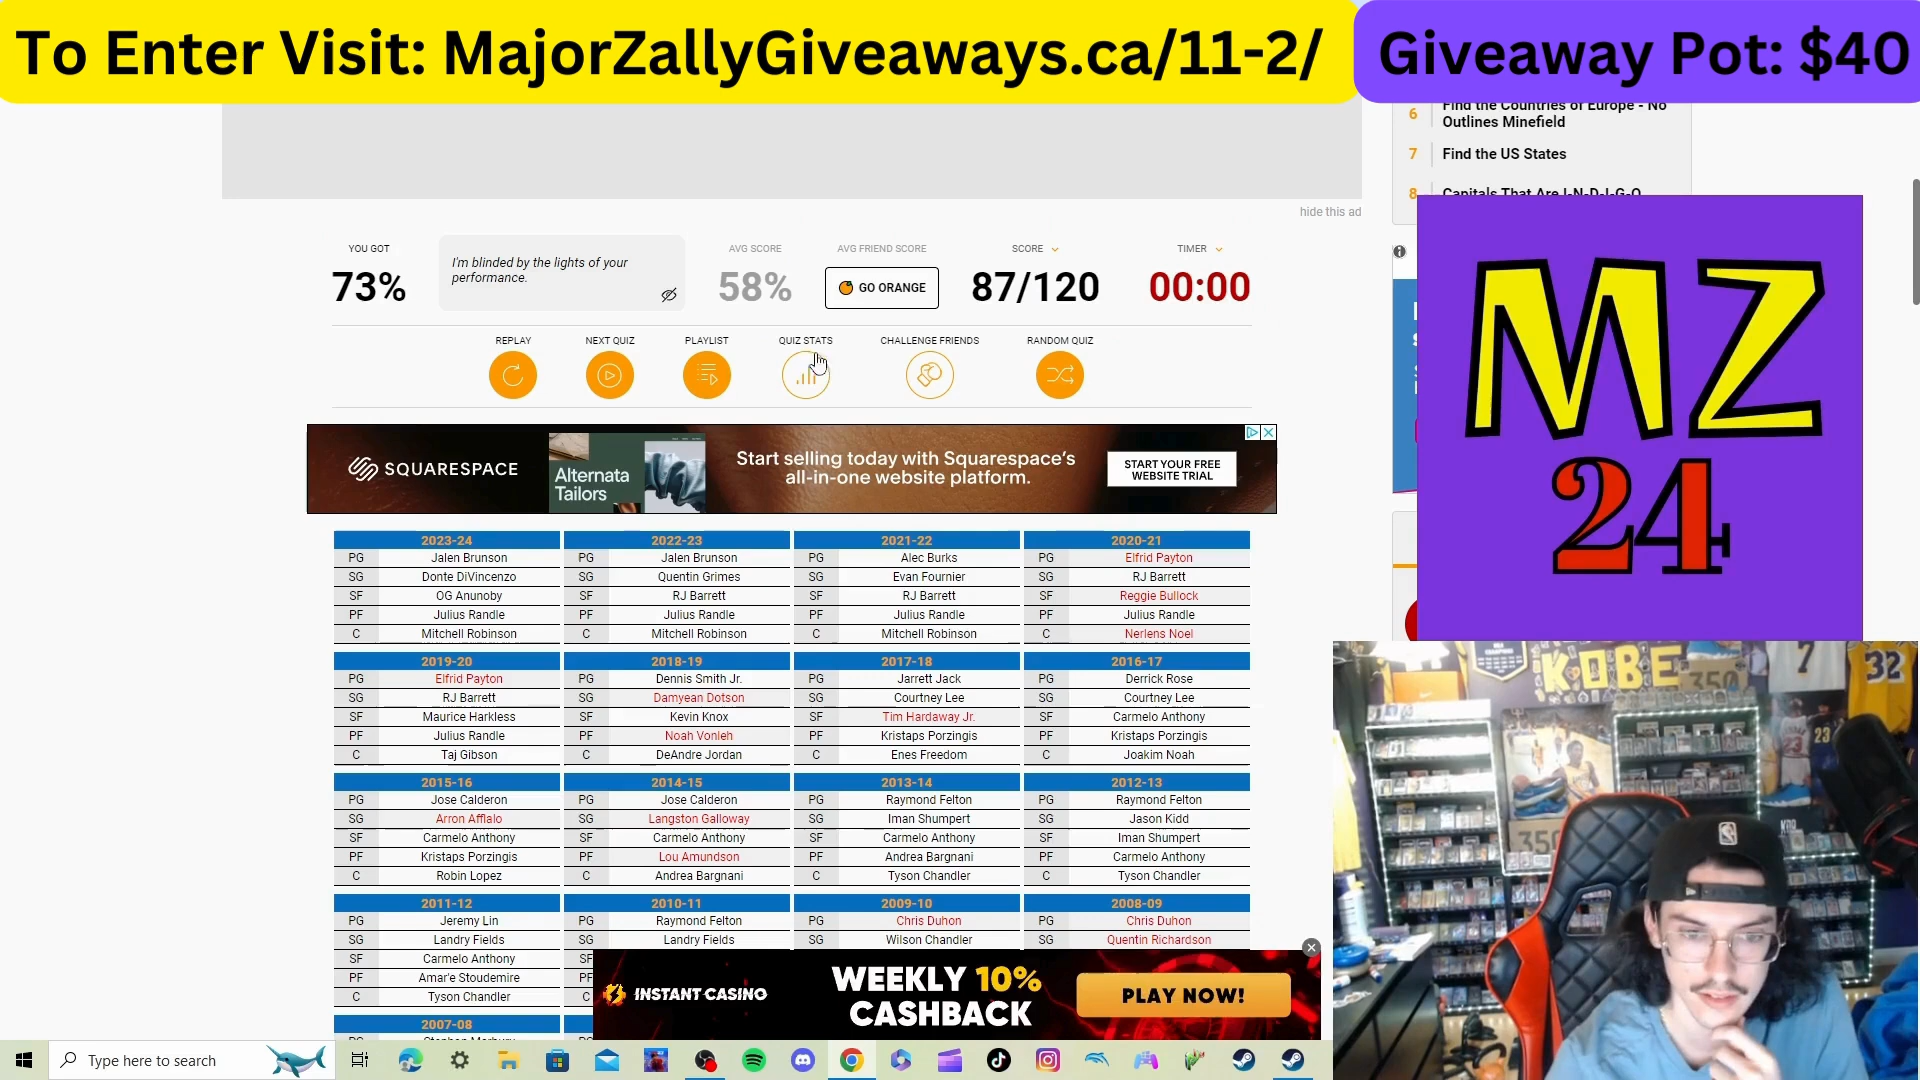 To Enter Visit: MajorZallyGiveaways.ca/11-2/
Giveaway Pot: $40
6 Find the Countries of Europe - No
Outlines Minefield
7 Find the US States
8 Capitals That Are I-N-D-I-G-O
hide this ad
YOU GOT
73%
I'm blinded by the lights of your
performance.
AVG SCORE
58%
AVG FRIEND SCORE
GO ORANGE
SCORE
87/120
TIMER
00:00
REPLAY
NEXT QUIZ
PLAYLIST
QUIZ STATS
CHALLENGE FRIENDS
RANDOM QUIZ
SQUARESPACE
Alternata
Tailors
Start selling today with Squarespace's
all-in-one website platform.
START YOUR FREE
WEBSITE TRIAL
MZ
24
2023-24
PG Jalen Brunson
SG Donte DiVincenzo
SF OG Anunoby
PF Julius Randle
C Mitchell Robinson
2022-23
PG Jalen Brunson
SG Quentin Grimes
SF RJ Barrett
PF Julius Randle
C Mitchell Robinson
2021-22
PG Alec Burks
SG Evan Fournier
SF RJ Barrett
PF Julius Randle
C Mitchell Robinson
2020-21
PG Elfrid Payton
SG RJ Barrett
SF Reggie Bullock
PF Julius Randle
C Nerlens Noel
2019-20
PG Elfrid Payton
SG RJ Barrett
SF Maurice Harkless
PF Julius Randle
C Taj Gibson
2018-19
PG Dennis Smith Jr.
SG Damyean Dotson
SF Kevin Knox
PF Noah Vonleh
C DeAndre Jordan
2017-18
PG Jarrett Jack
SG Courtney Lee
SF Tim Hardaway Jr.
PF Kristaps Porzingis
C Enes Freedom
2016-17
PG Derrick Rose
SG Courtney Lee
SF Carmelo Anthony
PF Kristaps Porzingis
C Joakim Noah
2015-16
PG Jose Calderon
SG Arron Afflalo
SF Carmelo Anthony
PF Kristaps Porzingis
C Robin Lopez
2014-15
PG Jose Calderon
SG Langston Galloway
SF Carmelo Anthony
PF Lou Amundson
C Andrea Bargnani
2013-14
PG Raymond Felton
SG Iman Shumpert
SF Carmelo Anthony
PF Andrea Bargnani
C Tyson Chandler
2012-13
PG Raymond Felton
SG Jason Kidd
SF Iman Shumpert
PF Carmelo Anthony
C Tyson Chandler
2011-12
PG Jeremy Lin
SG Landry Fields
SF Carmelo Anthony
PF Amar'e Stoudemire
C Tyson Chandler
2010-11
PG Raymond Felton
SG Landry Fields
SF
PF
C
2009-10
PG Chris Duhon
SG Wilson Chandler
2008-09
PG Chris Duhon
SG Quentin Richardson
2007-08
INSTANT CASINO
WEEKLY 10%
CASHBACK
PLAY NOW!
KOBE
350
7
32
23
35
Type here to search